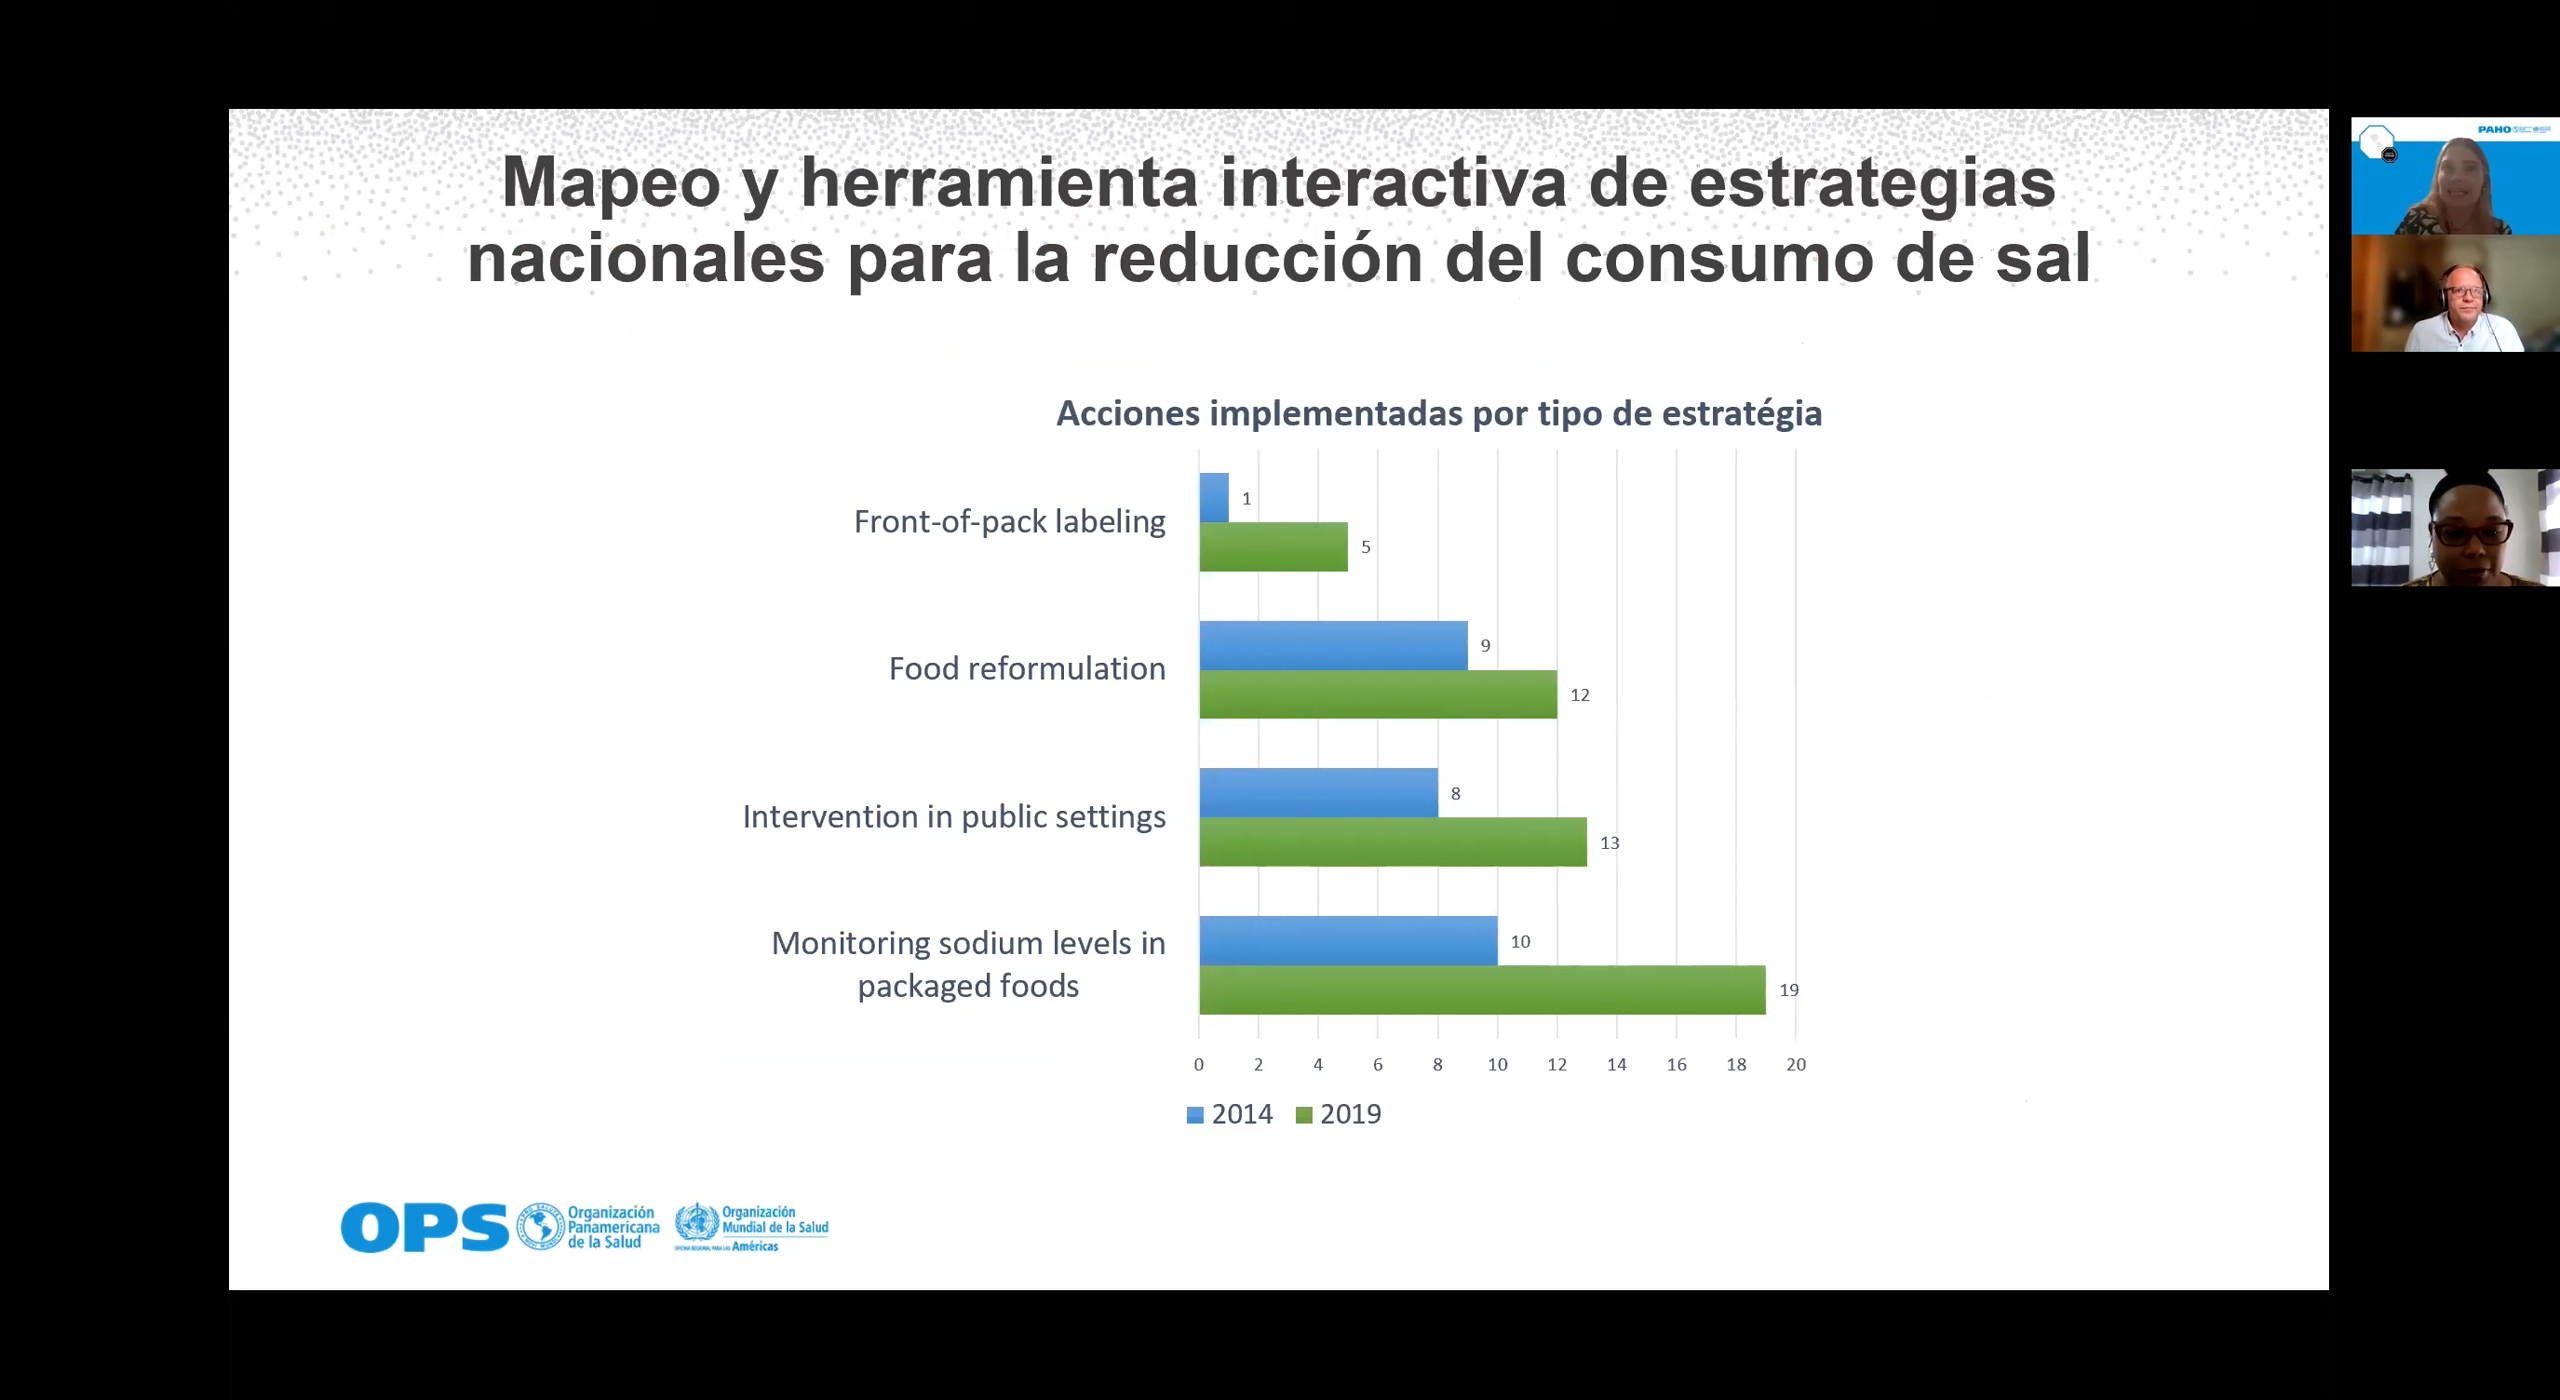 Mapeo y herramienta interactiva de estrategias
nacionales para la reducción del consumo de sal
Acciones implementadas por tipo de estratégia
Front-of-pack labeling
1
5
Food reformulation
9
12
Intervention in public settings
8
13
Monitoring sodium levels in
packaged foods
10
19
0 2 4 6 8 10 12 14 16 18 20
2014 2019
OPS
Organización
Panamericana
de la Salud
Organización
Mundial de la Salud
OFICINA REGIONAL PARA LAS Américas
PAHO